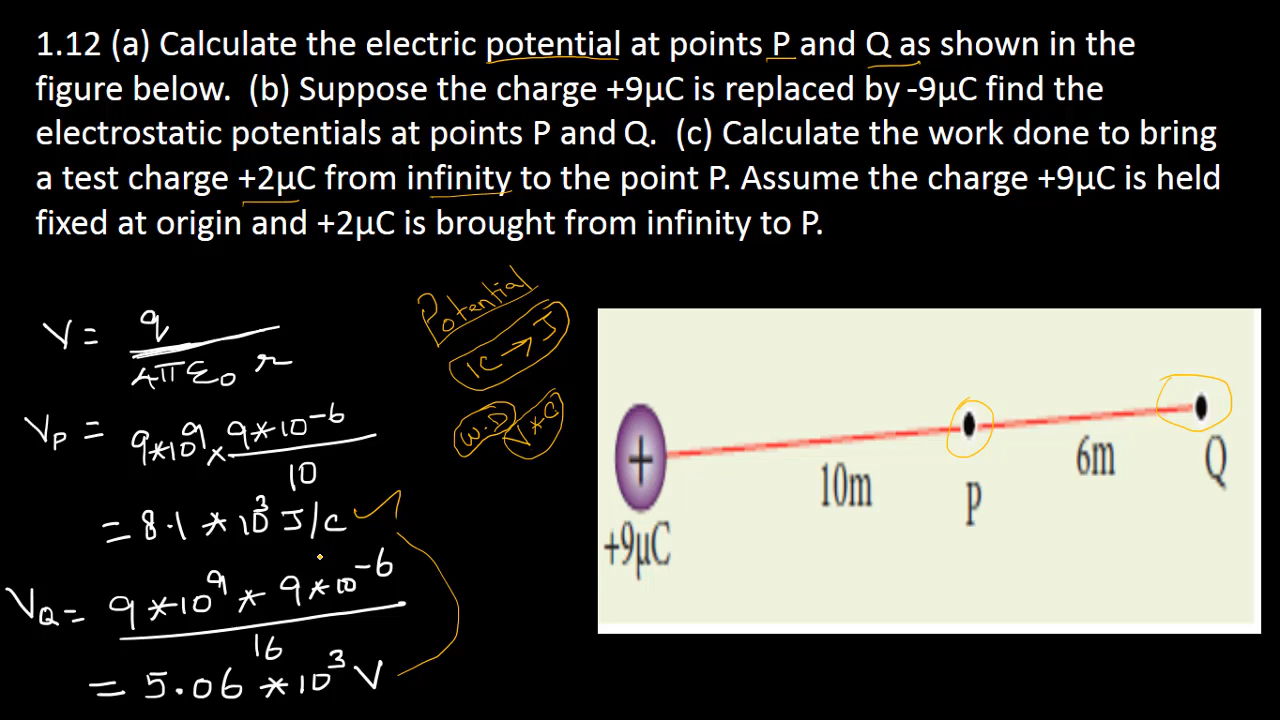 1.12 (a) Calculate the electric potential at points P and Q as shown in the
figure below. (b) Suppose the charge +9μC is replaced by -9μC find the
electrostatic potentials at points P and Q. (c) Calculate the work done to bring
a test charge +2μC from infinity to the point P. Assume the charge +9μC is held
fixed at origin and +2μC is brought from infinity to P.
V = q / 4πε₀ r
V_P = 9*10⁹ × 9*10⁻⁶ / 10
= 8.1 * 10³ J/C
V_Q = 9*10⁹ * 9*10⁻⁶ / 16
= 5.06 * 10³ V
Potential
1C → J
W.D V*C
+
+9μC
10m
P
6m
Q